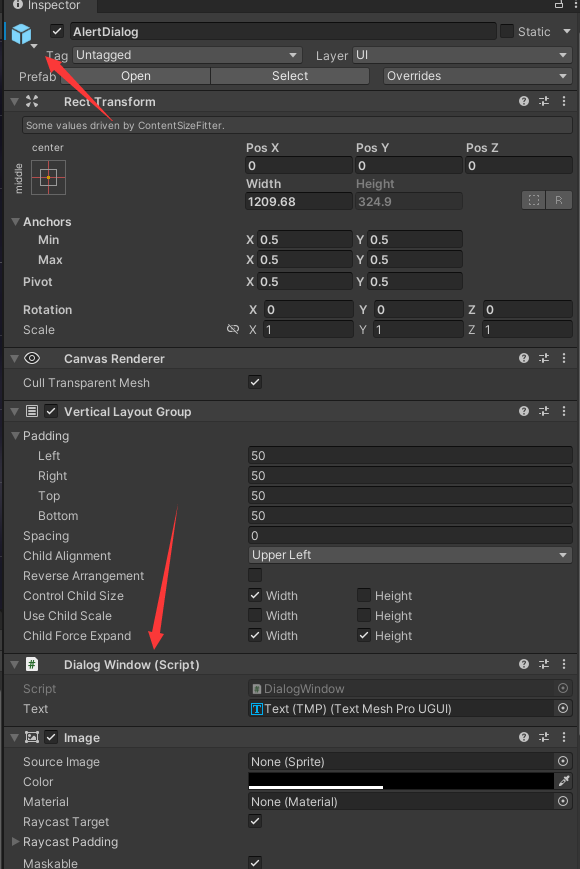 Inspector
AlertDialog Static
Tag Untagged Layer UI
Prefab Open Select Overrides
Rect Transform
Some values driven by ContentSizeFitter.
center Pos X Pos Y Pos Z
middle 0 0 0
Width Height
1209.68 324.9 R
Anchors
Min X 0.5 Y 0.5
Max X 0.5 Y 0.5
Pivot X 0.5 Y 0.5
Rotation X 0 Y 0 Z 0
Scale X 1 Y 1 Z 1
Canvas Renderer
Cull Transparent Mesh
Vertical Layout Group
Padding
Left 50
Right 50
Top 50
Bottom 50
Spacing 0
Child Alignment Upper Left
Reverse Arrangement
Control Child Size Width Height
Use Child Scale Width Height
Child Force Expand Width Height
# Dialog Window (Script)
Script # DialogWindow
Text T Text (TMP) (Text Mesh Pro UGUI)
Image
Source Image None (Sprite)
Color
Material None (Material)
Raycast Target
Raycast Padding
Maskable